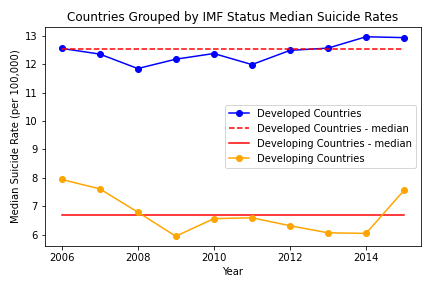 Countries Grouped by IMF Status Median Suicide Rates
Median Suicide Rate (per 100,000)
13
12
11
10
9
8
7
6
Developed Countries
Developed Countries - median
Developing Countries - median
Developing Countries
2006
2008
2010
2012
2014
Year